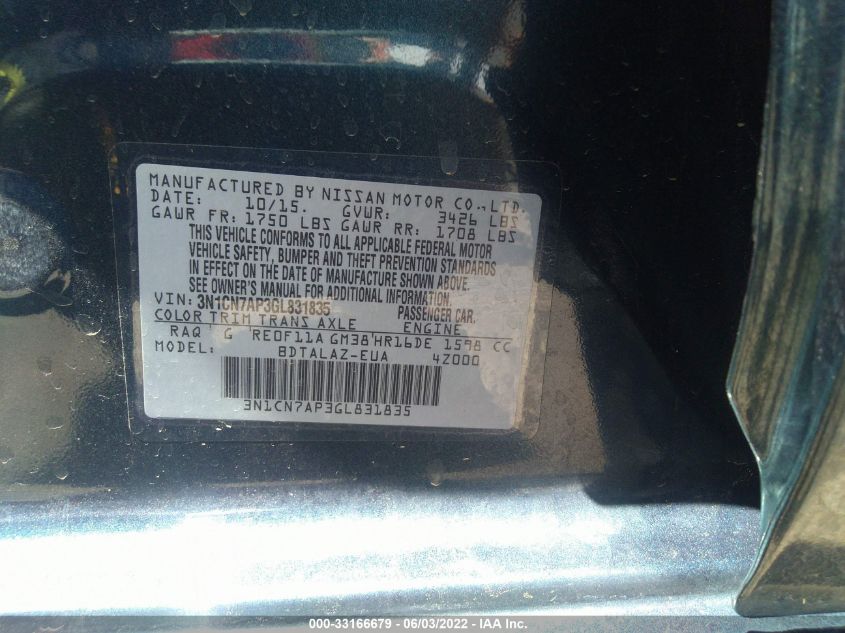 MANUFACTURED BY NISSAN MOTOR CO.,LTD.
DATE: 10/15. GVWR: 3426 LBS
GAWR FR: 1750 LBS GAWR RR: 1708 LBS
THIS VEHICLE CONFORMS TO ALL APPLICABLE FEDERAL MOTOR
VEHICLE SAFETY, BUMPER AND THEFT PREVENTION STANDARDS
IN EFFECT ON THE DATE OF MANUFACTURE SHOWN ABOVE.
SEE OWNER'S MANUAL FOR ADDITIONAL INFORMATION.
VIN: 3N1CN7AP3GL831835 PASSENGER CAR.
COLOR TRIM TRANS AXLE ENGINE
RAQ G RE0F11A GM38 HR16DE 1598 CC
MODEL: BDTALAZ-EUA 4Z000
3N1CN7AP3GL831835
000-33166679 - 06/03/2022 - IAA Inc.